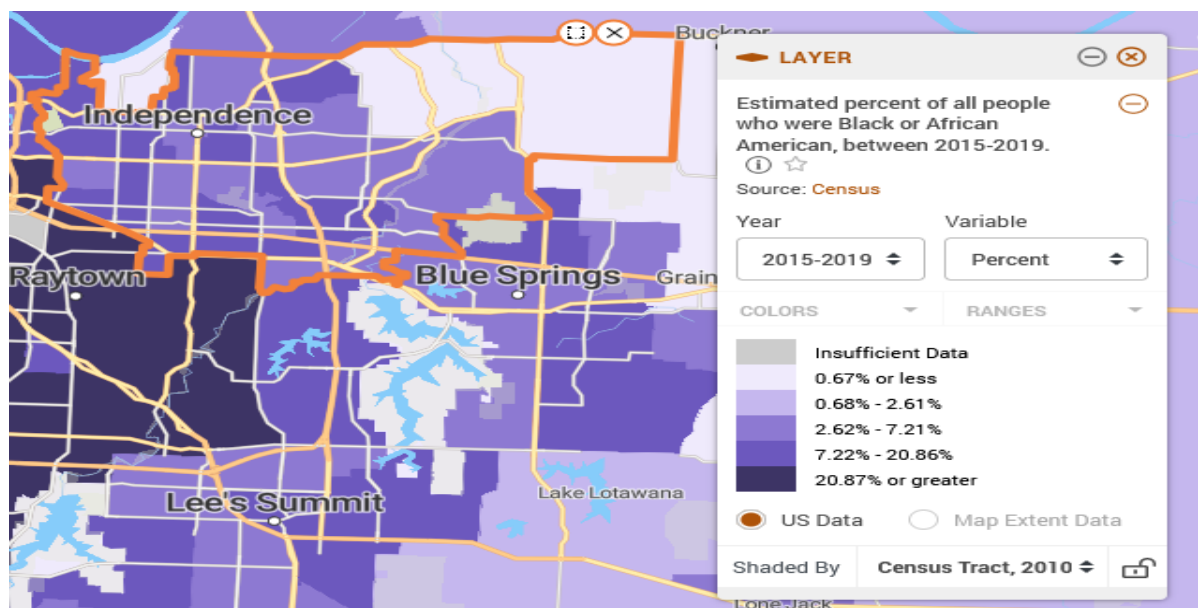 Buckner
Independence
Raytown
Blue Springs
Grain
Lee's Summit
Lake Lotawana
Lone Jack
LAYER
Estimated percent of all people
who were Black or African
American, between 2015-2019.
Source: Census
Year
Variable
2015-2019
Percent
COLORS
RANGES
Insufficient Data
0.67% or less
0.68% - 2.61%
2.62% - 7.21%
7.22% - 20.86%
20.87% or greater
US Data
Map Extent Data
Shaded By
Census Tract, 2010